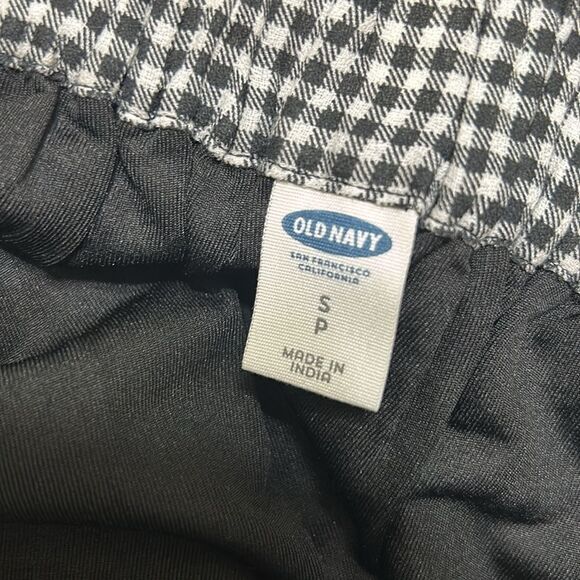 OLD NAVY
SAN FRANCISCO
CALIFORNIA
S
P
MADE IN
INDIA